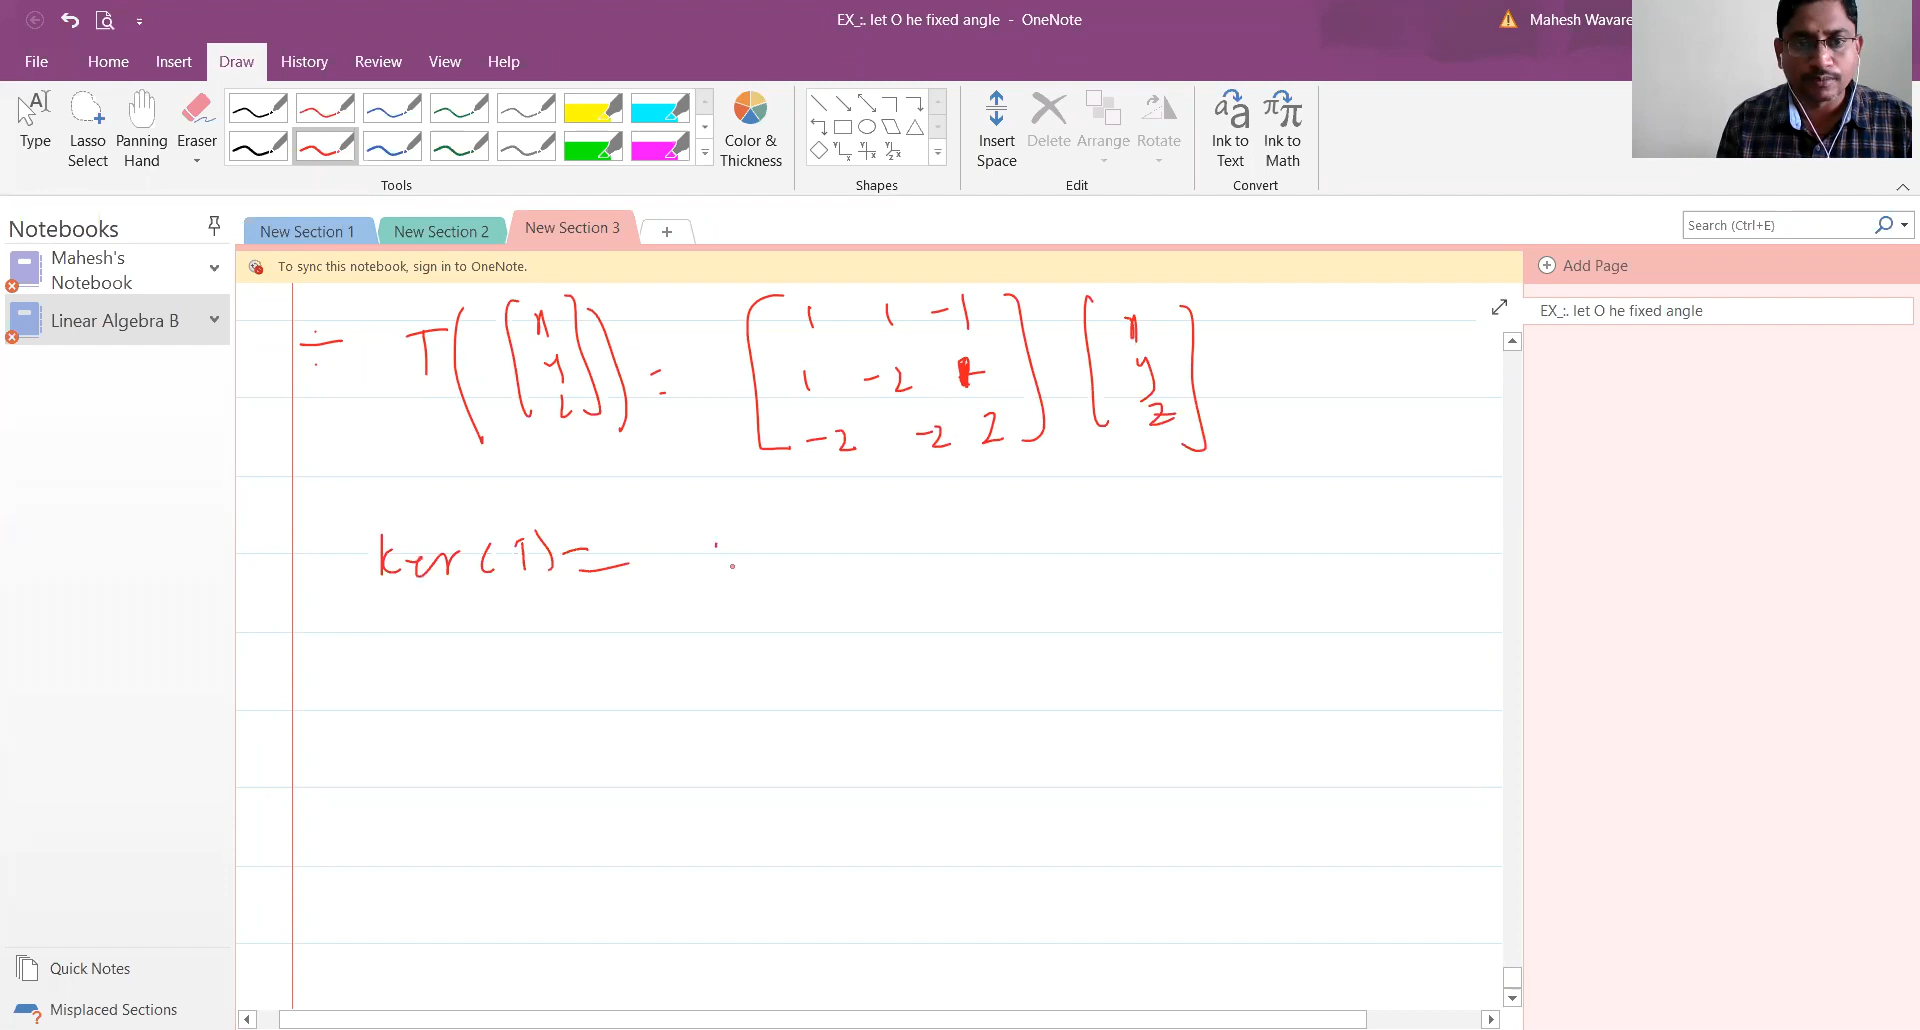 EX_:. let O he fixed angle - OneNote
Mahesh Wavare
File Home Insert Draw History Review View Help
Type
Lasso Select
Panning Hand
Eraser
Color & Thickness
Insert Space
Delete
Arrange
Rotate
Ink to Text
Ink to Math
Tools
Shapes
Edit
Convert
Notebooks
New Section 1
New Section 2
New Section 3
+
Search (Ctrl+E)
Mahesh's Notebook
Linear Algebra B
To sync this notebook, sign in to OneNote.
Add Page
EX_:. let O he fixed angle
1 1 -1 x
T x y z = 1 -2 y
-2 -2 2 z
ker(T)=
Quick Notes
Misplaced Sections